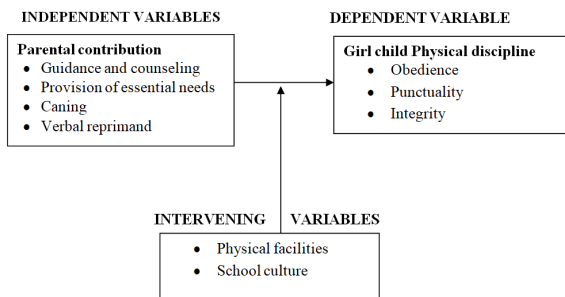 INDEPENDENT VARIABLES
Parental contribution
• Guidance and counseling
• Provision of essential needs
• Caning
• Verbal reprimand
DEPENDENT VARIABLE
Girl child Physical discipline
• Obedience
• Punctuality
• Integrity
INTERVENING VARIABLES
• Physical facilities
• School culture